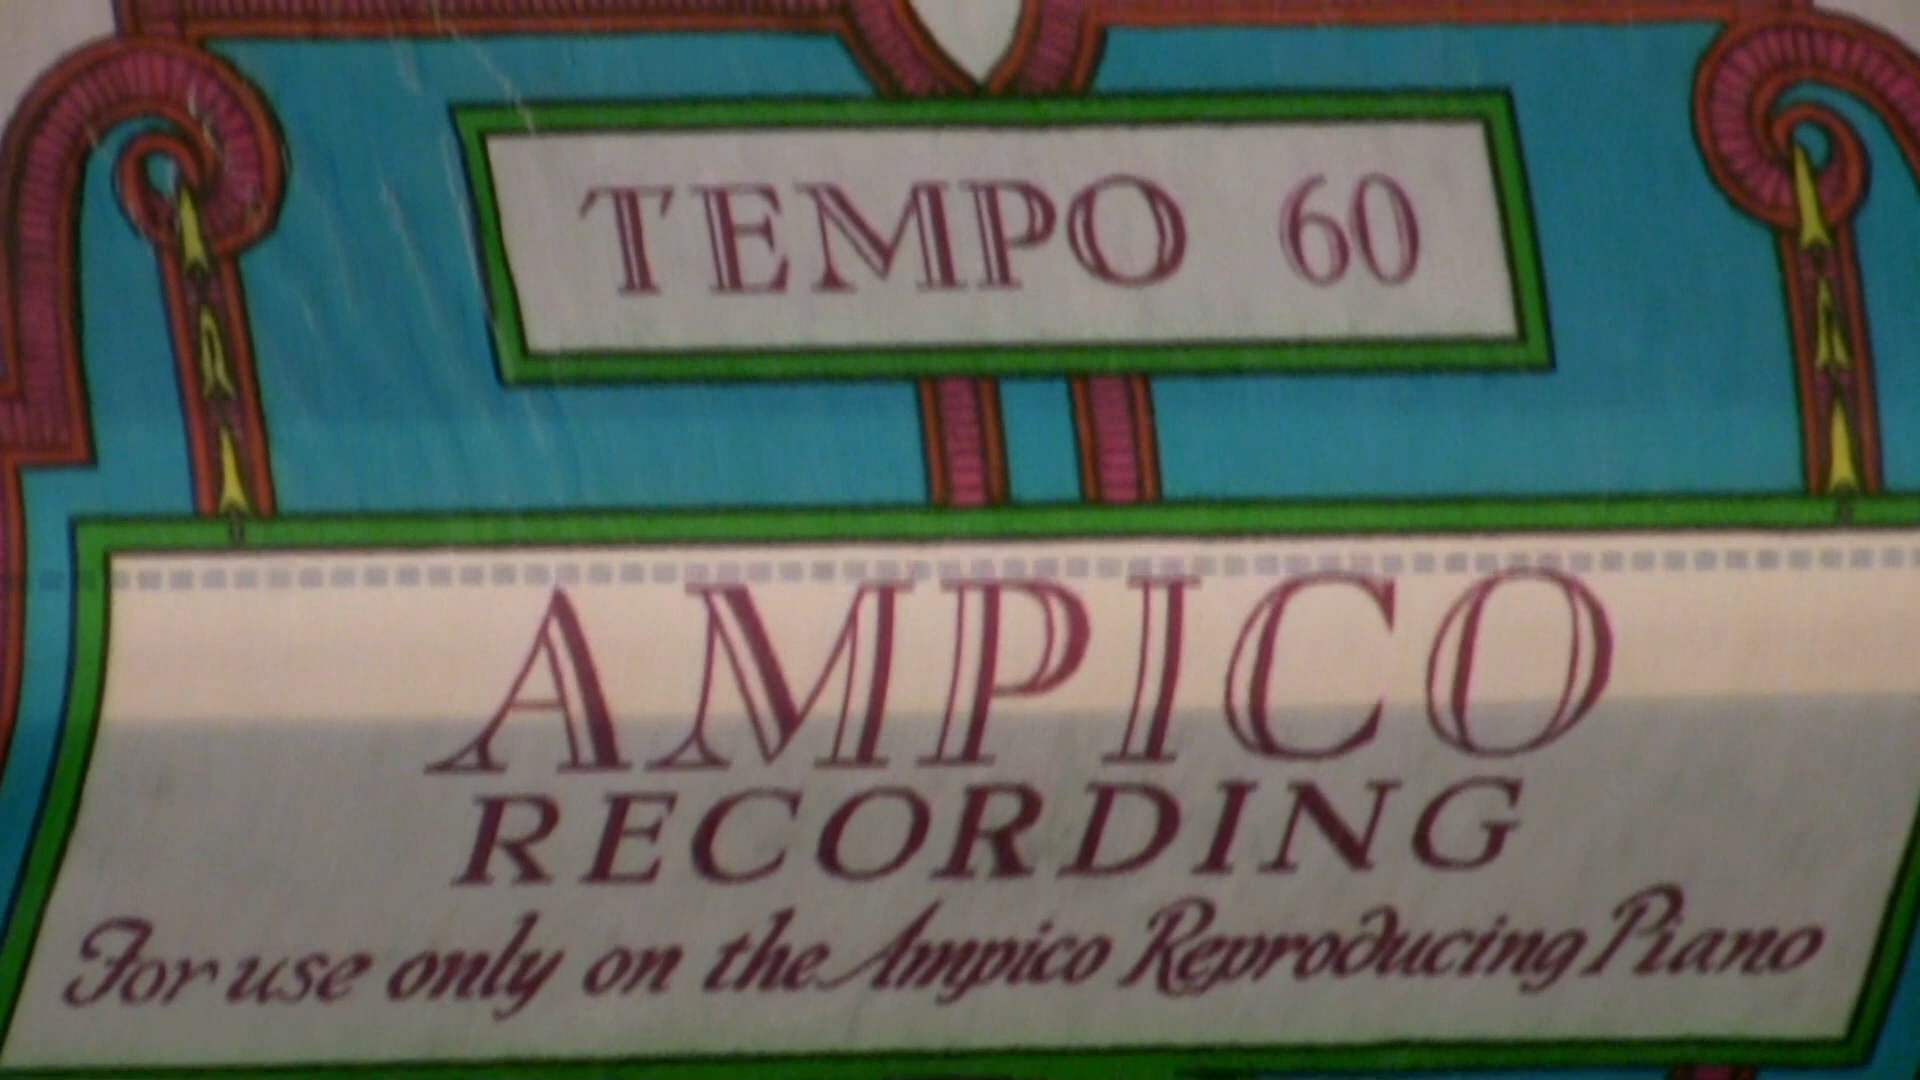 TEMPO 60
AMPICO
RECORDING
For use only on the Ampico Reproducing Piano